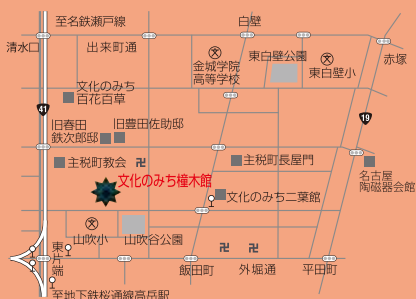 至名鉄瀬戸線
白壁
清水口
出来町通
文
金城学院
高等学校
東白壁公園
文
東白壁小
赤塚
文化のみち
百花百草
41
19
旧春田
鉄次郎邸
旧豊田佐助邸
主税町教会
卍
主税町長屋門
名古屋
陶磁器会館
文化のみち橦木館
文化のみち二葉館
文
山吹小
山吹谷公園
東片端
卍
卍
飯田町
外堀通
平田町
至地下鉄桜通線高岳駅